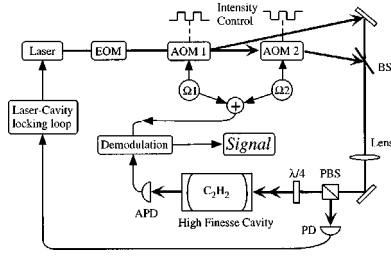 Intensity
Control
Laser
EOM
AOM 1
AOM 2
BS
Ω1
Ω2
+
Laser-Cavity
locking loop
Demodulation
Signal
Lens
λ/4
PBS
C₂H₂
APD
High Finesse Cavity
PD